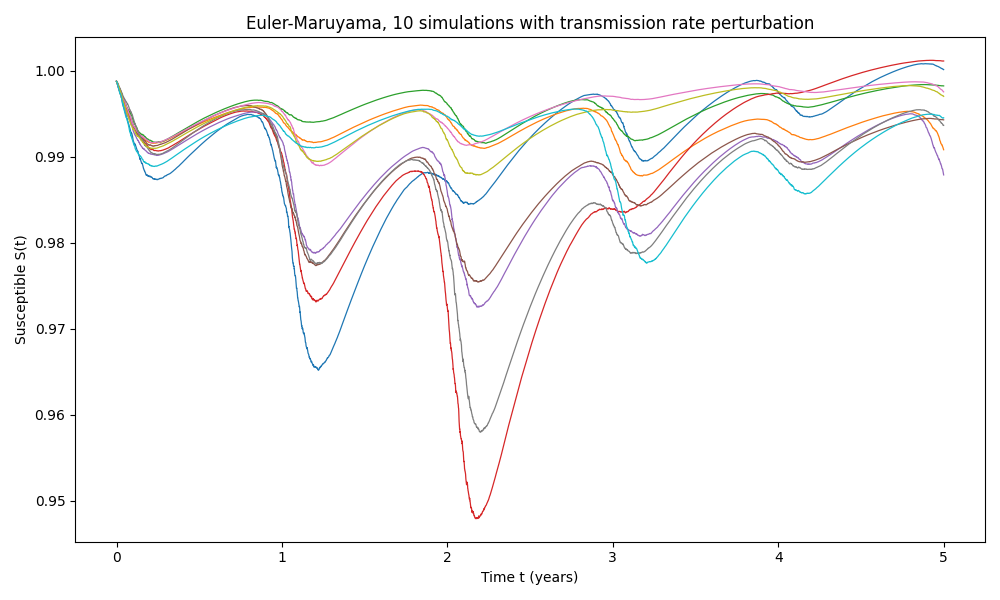 Euler-Maruyama, 10 simulations with transmission rate perturbation
Susceptible S(t)
1.00
0.99
0.98
0.97
0.96
0.95
0 1 2 3 4 5
Time t (years)